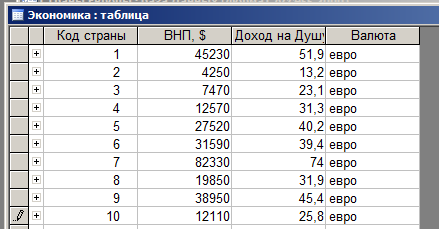 Экономика : таблица
Код страны ВНП, $ Доход на Душу Валюта
1 45230 51,9 евро
2 4250 13,2 евро
3 7470 23,1 евро
4 12570 31,3 евро
5 27520 40,2 евро
6 31590 39,4 евро
7 82330 74 евро
8 19850 31,9 евро
9 38950 45,4 евро
10 12110 25,8 евро